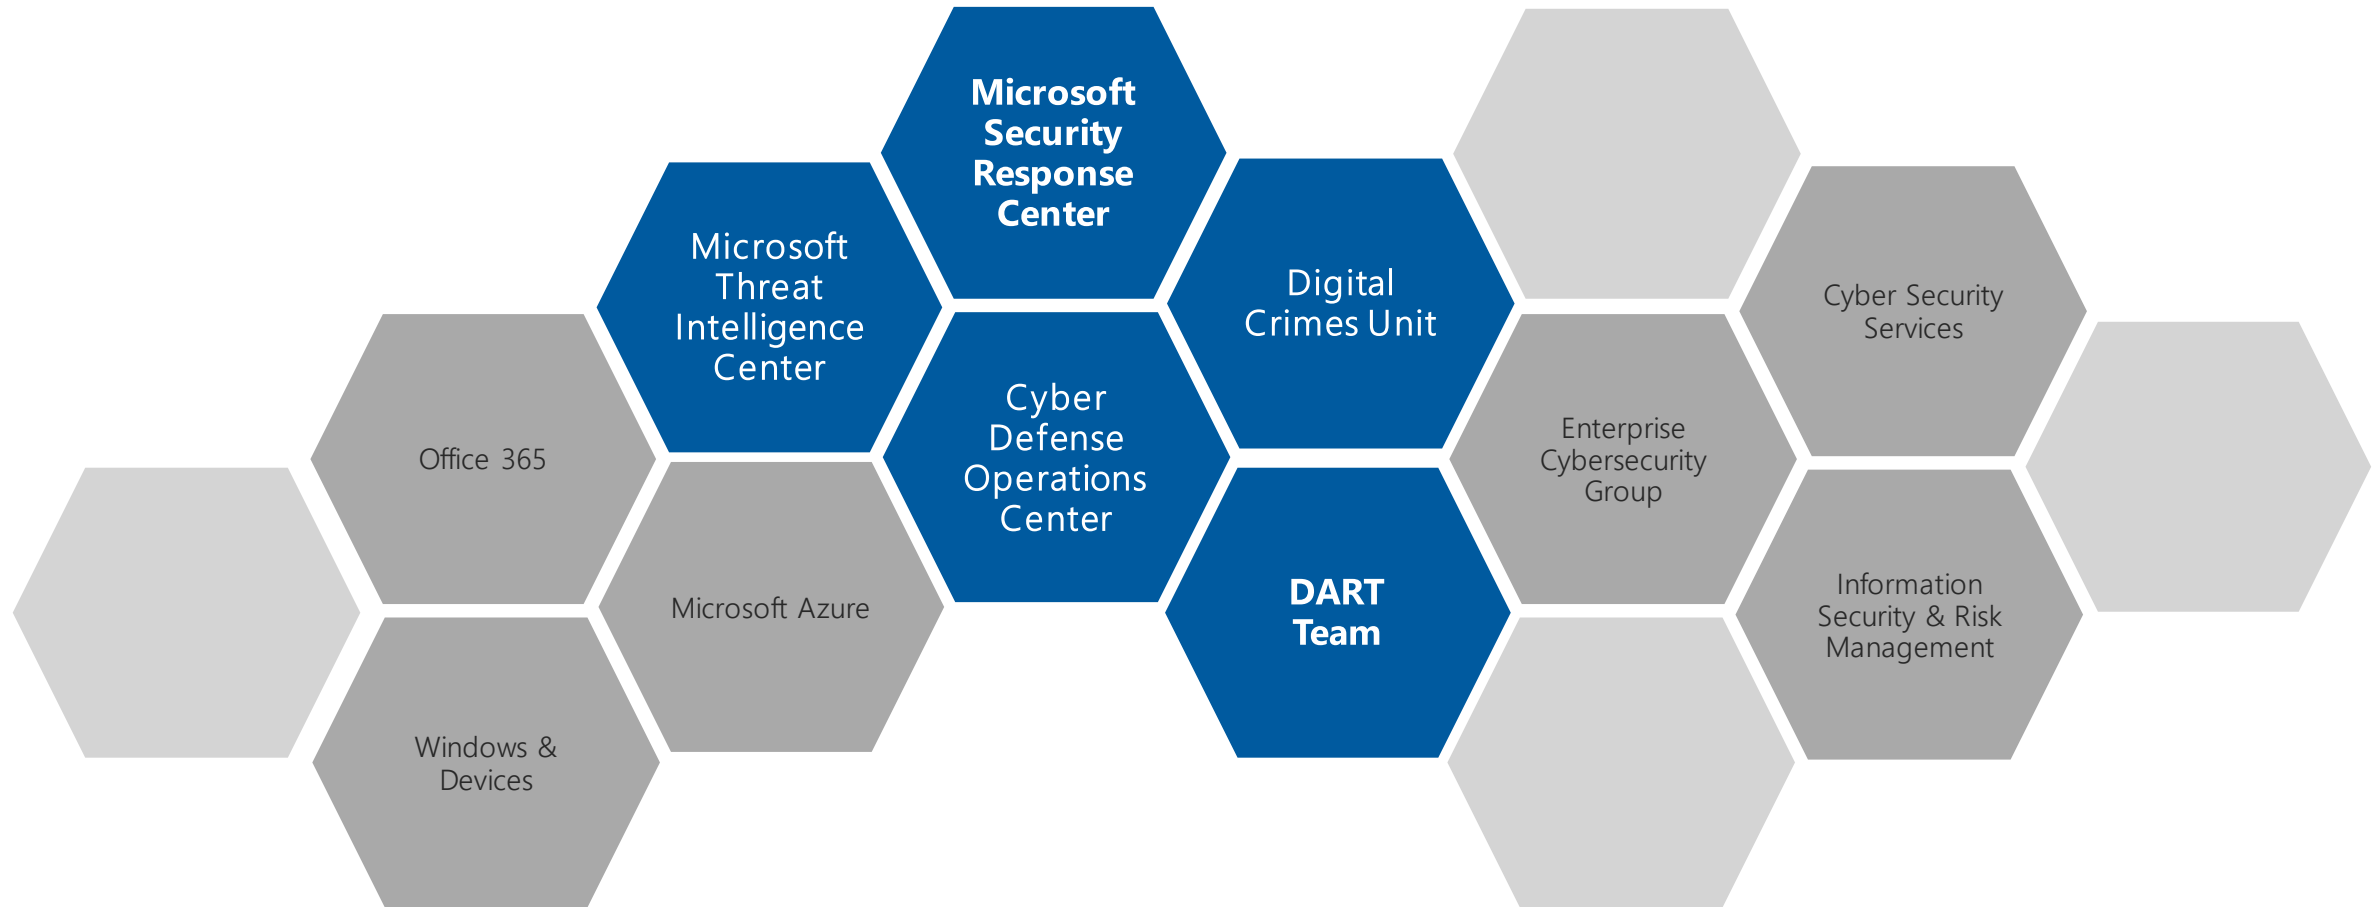 Microsoft
Security
Response
Center
Microsoft
Threat
Intelligence
Center
Digital
Crimes Unit
Cyber Security
Services
Office 365
Cyber
Defense
Operations
Center
Enterprise
Cybersecurity
Group
Microsoft Azure
DART
Team
Information
Security & Risk
Management
Windows &
Devices